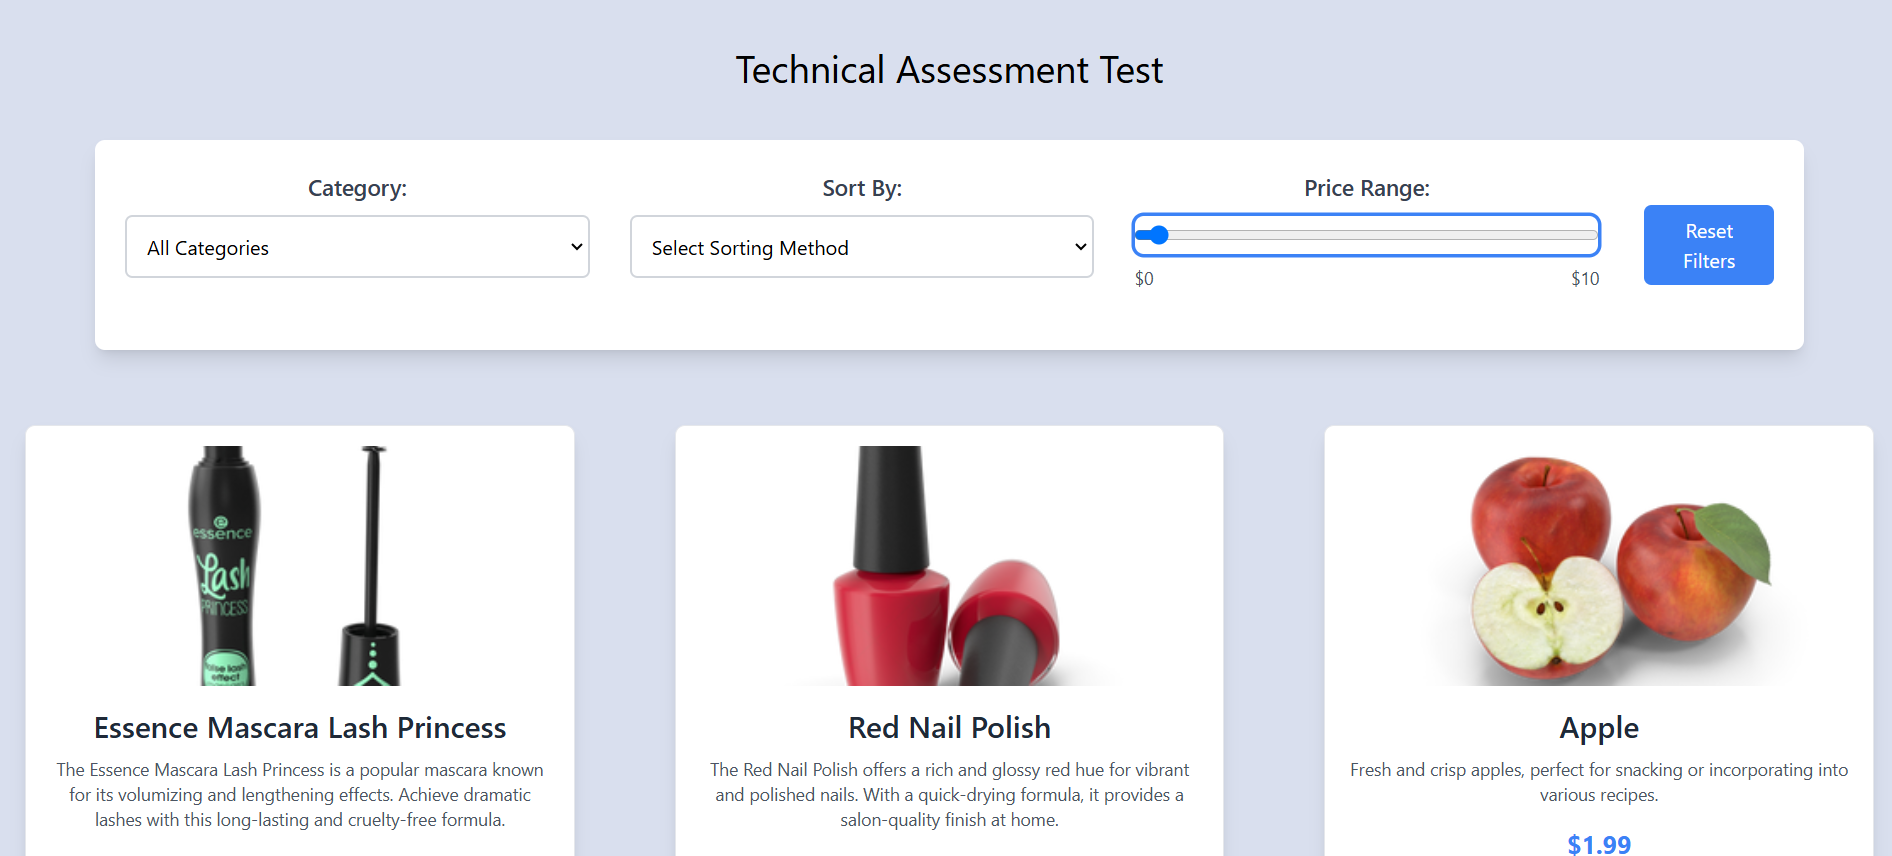 Technical Assessment Test
Category:
Sort By:
Price Range:
All Categories
Select Sorting Method
$0
$10
Reset
Filters
essence
Lash
PRINCESS
false lash
effect
Essence Mascara Lash Princess
The Essence Mascara Lash Princess is a popular mascara known
for its volumizing and lengthening effects. Achieve dramatic
lashes with this long-lasting and cruelty-free formula.
Red Nail Polish
The Red Nail Polish offers a rich and glossy red hue for vibrant
and polished nails. With a quick-drying formula, it provides a
salon-quality finish at home.
Apple
Fresh and crisp apples, perfect for snacking or incorporating into
various recipes.
$1.99